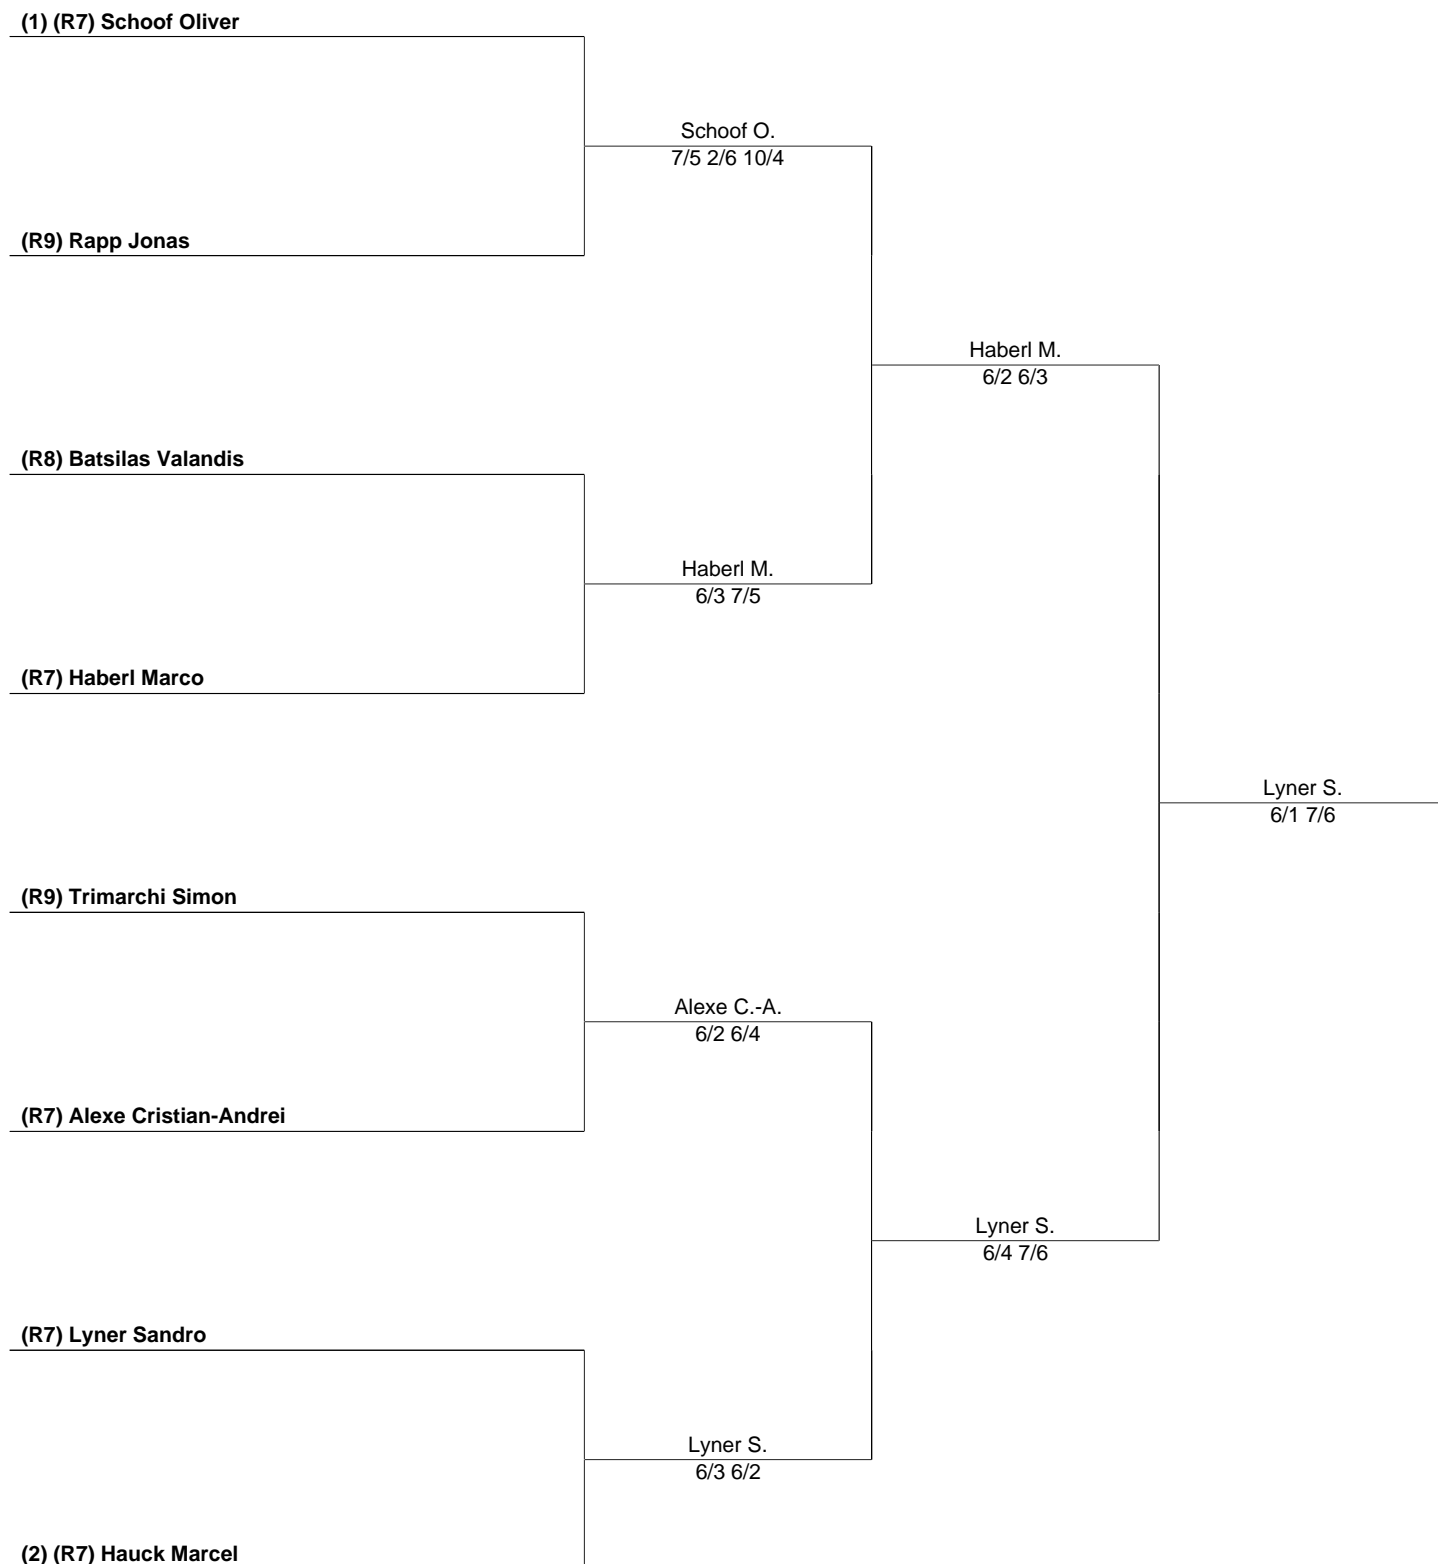 (1) (R7) Schoof Oliver
Schoof O.
7/5 2/6 10/4
(R9) Rapp Jonas
Haberl M.
6/2 6/3
(R8) Batsilas Valandis
Haberl M.
6/3 7/5
(R7) Haberl Marco
Lyner S.
6/1 7/6
(R9) Trimarchi Simon
Alexe C.-A.
6/2 6/4
(R7) Alexe Cristian-Andrei
Lyner S.
6/4 7/6
(R7) Lyner Sandro
Lyner S.
6/3 6/2
(2) (R7) Hauck Marcel